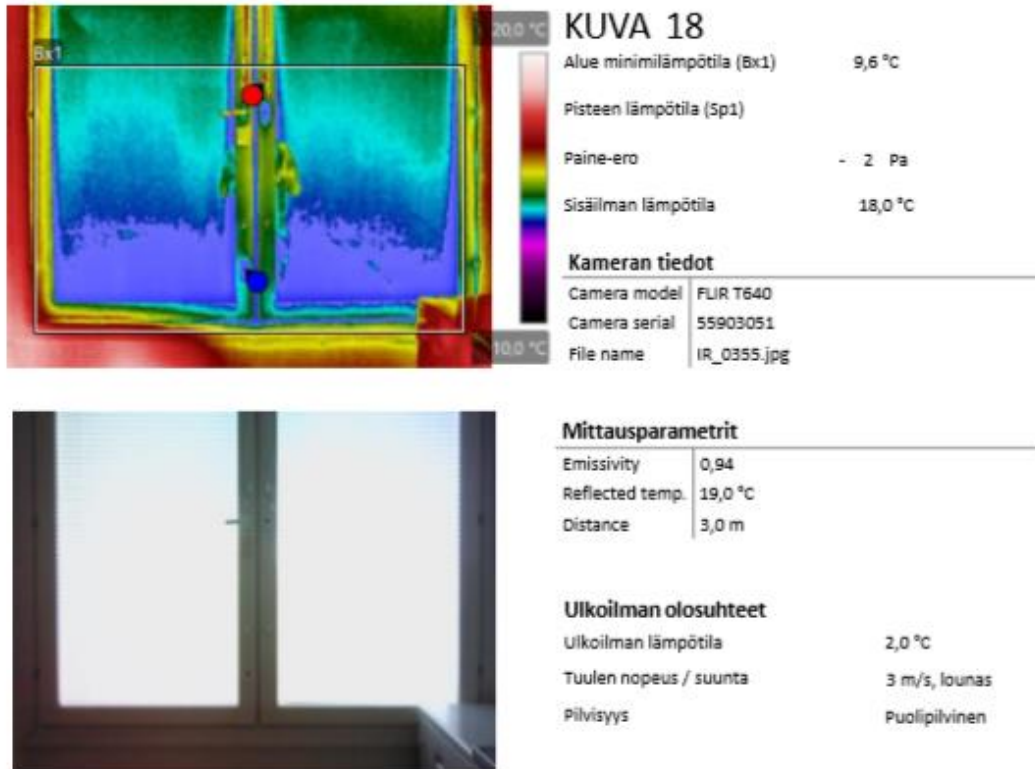 Bx1
20,0 °C
10,0 °C
KUVA 18
Alue minimilämpötila (Bx1) 9,6 °C
Pisteen lämpötila (Sp1)
Paine-ero - 2 Pa
Sisäilman lämpötila 18,0 °C
Kameran tiedot
Camera model FLIR T640
Camera serial 55903051
File name IR_0355.jpg
Mittausparametrit
Emissivity 0,94
Reflected temp. 19,0 °C
Distance 3,0 m
Ulkoilman olosuhteet
Ulkoilman lämpötila 2,0 °C
Tuulen nopeus / suunta 3 m/s, lounas
Pilvisyys Puolipilvinen